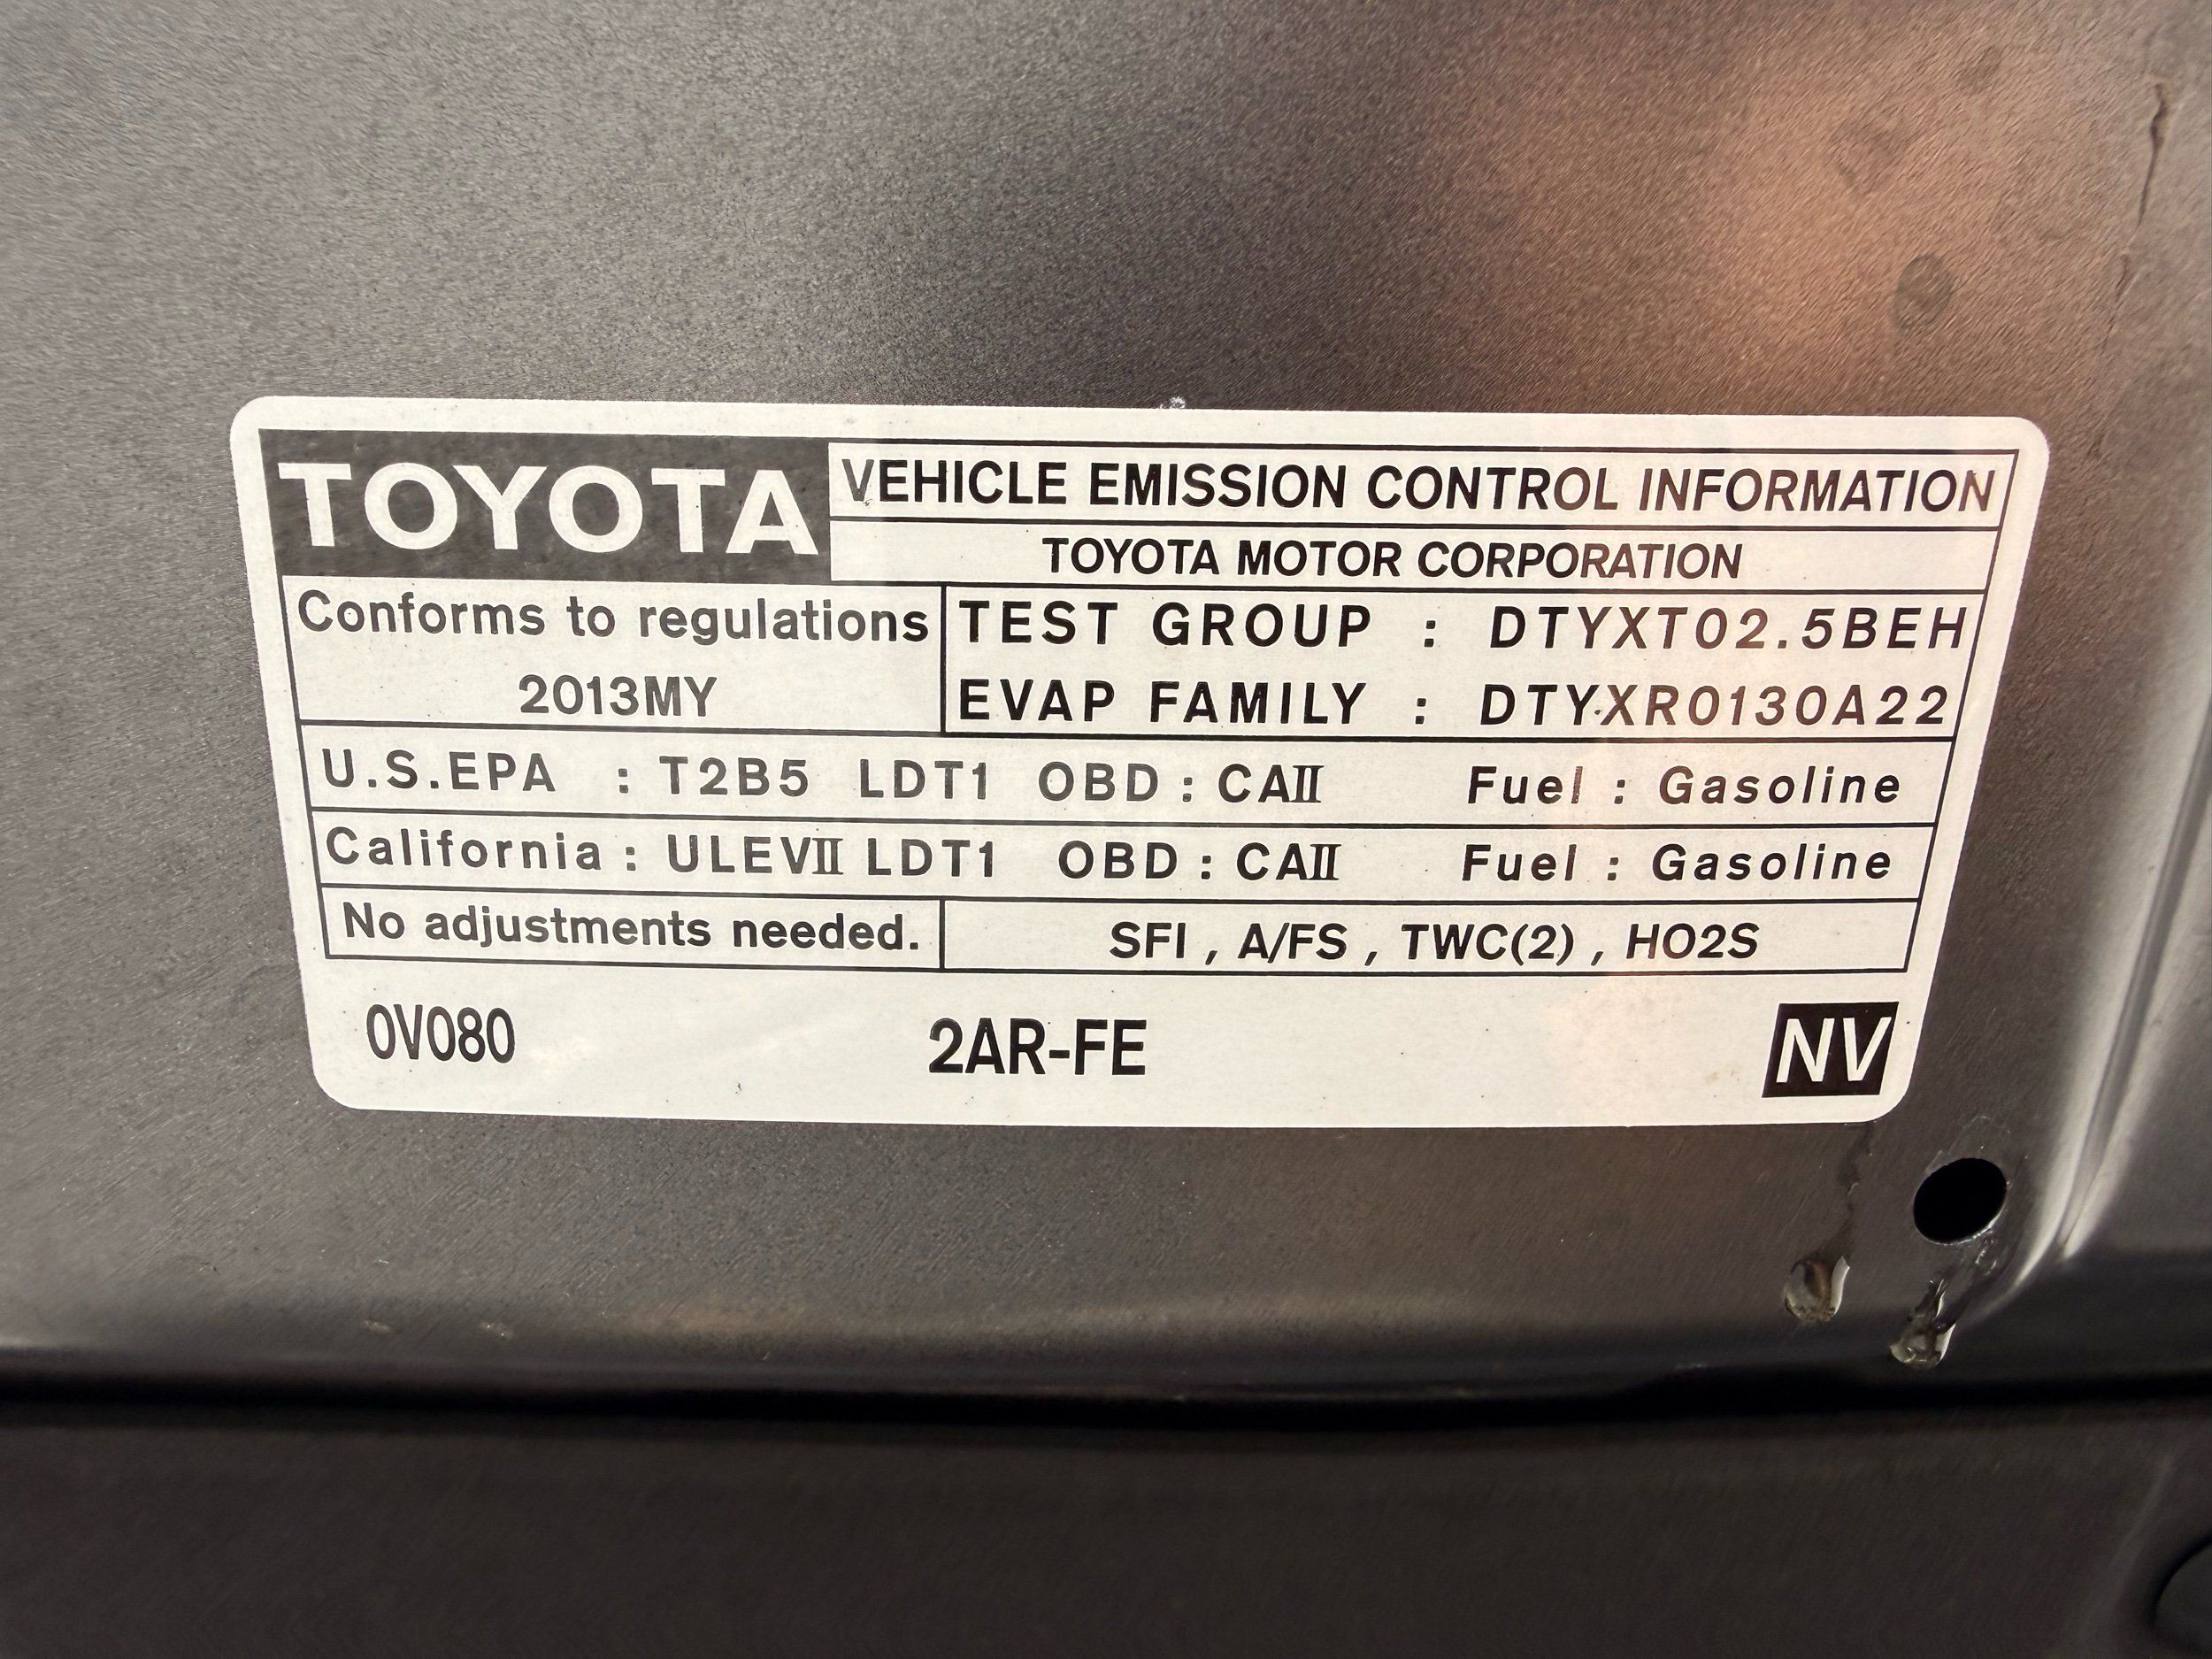 TOYOTA VEHICLE EMISSION CONTROL INFORMATION
TOYOTA MOTOR CORPORATION
Conforms to regulations
2013MY
TEST GROUP : DTYXT02.5BEH
EVAP FAMILY : DTYXR0130A22
U.S.EPA : T2B5 LDT1 OBD : CAII Fuel : Gasoline
California : ULEVII LDT1 OBD : CAII Fuel : Gasoline
No adjustments needed. SFI , A/FS , TWC(2) , HO2S
0V080 2AR-FE NV